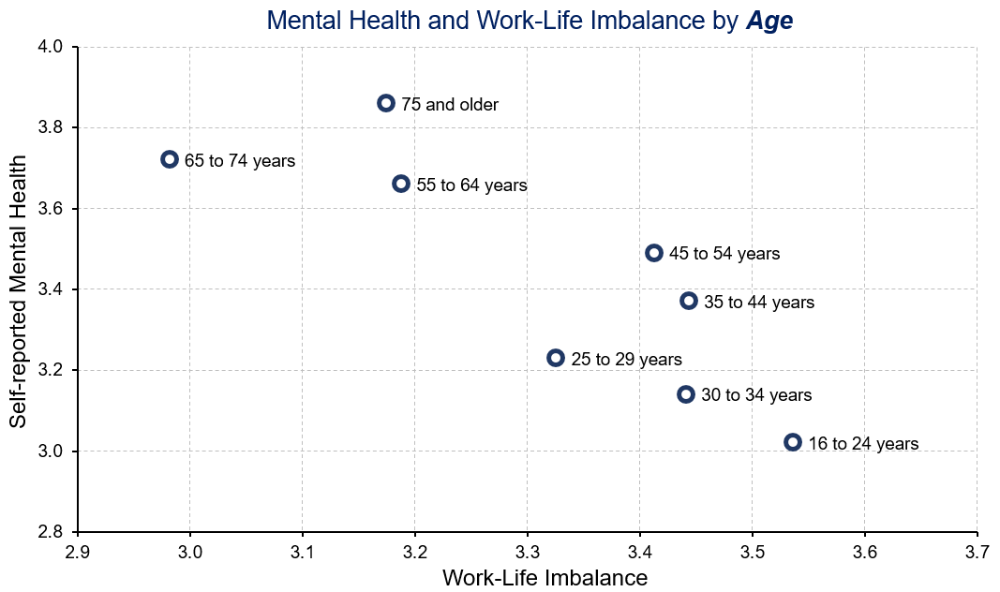 Mental Health and Work-Life Imbalance by Age
4.0
3.8
3.6
3.4
3.2
3.0
2.8
Self-reported Mental Health
75 and older
65 to 74 years
55 to 64 years
45 to 54 years
35 to 44 years
25 to 29 years
30 to 34 years
16 to 24 years
2.9 3.0 3.1 3.2 3.3 3.4 3.5 3.6 3.7
Work-Life Imbalance